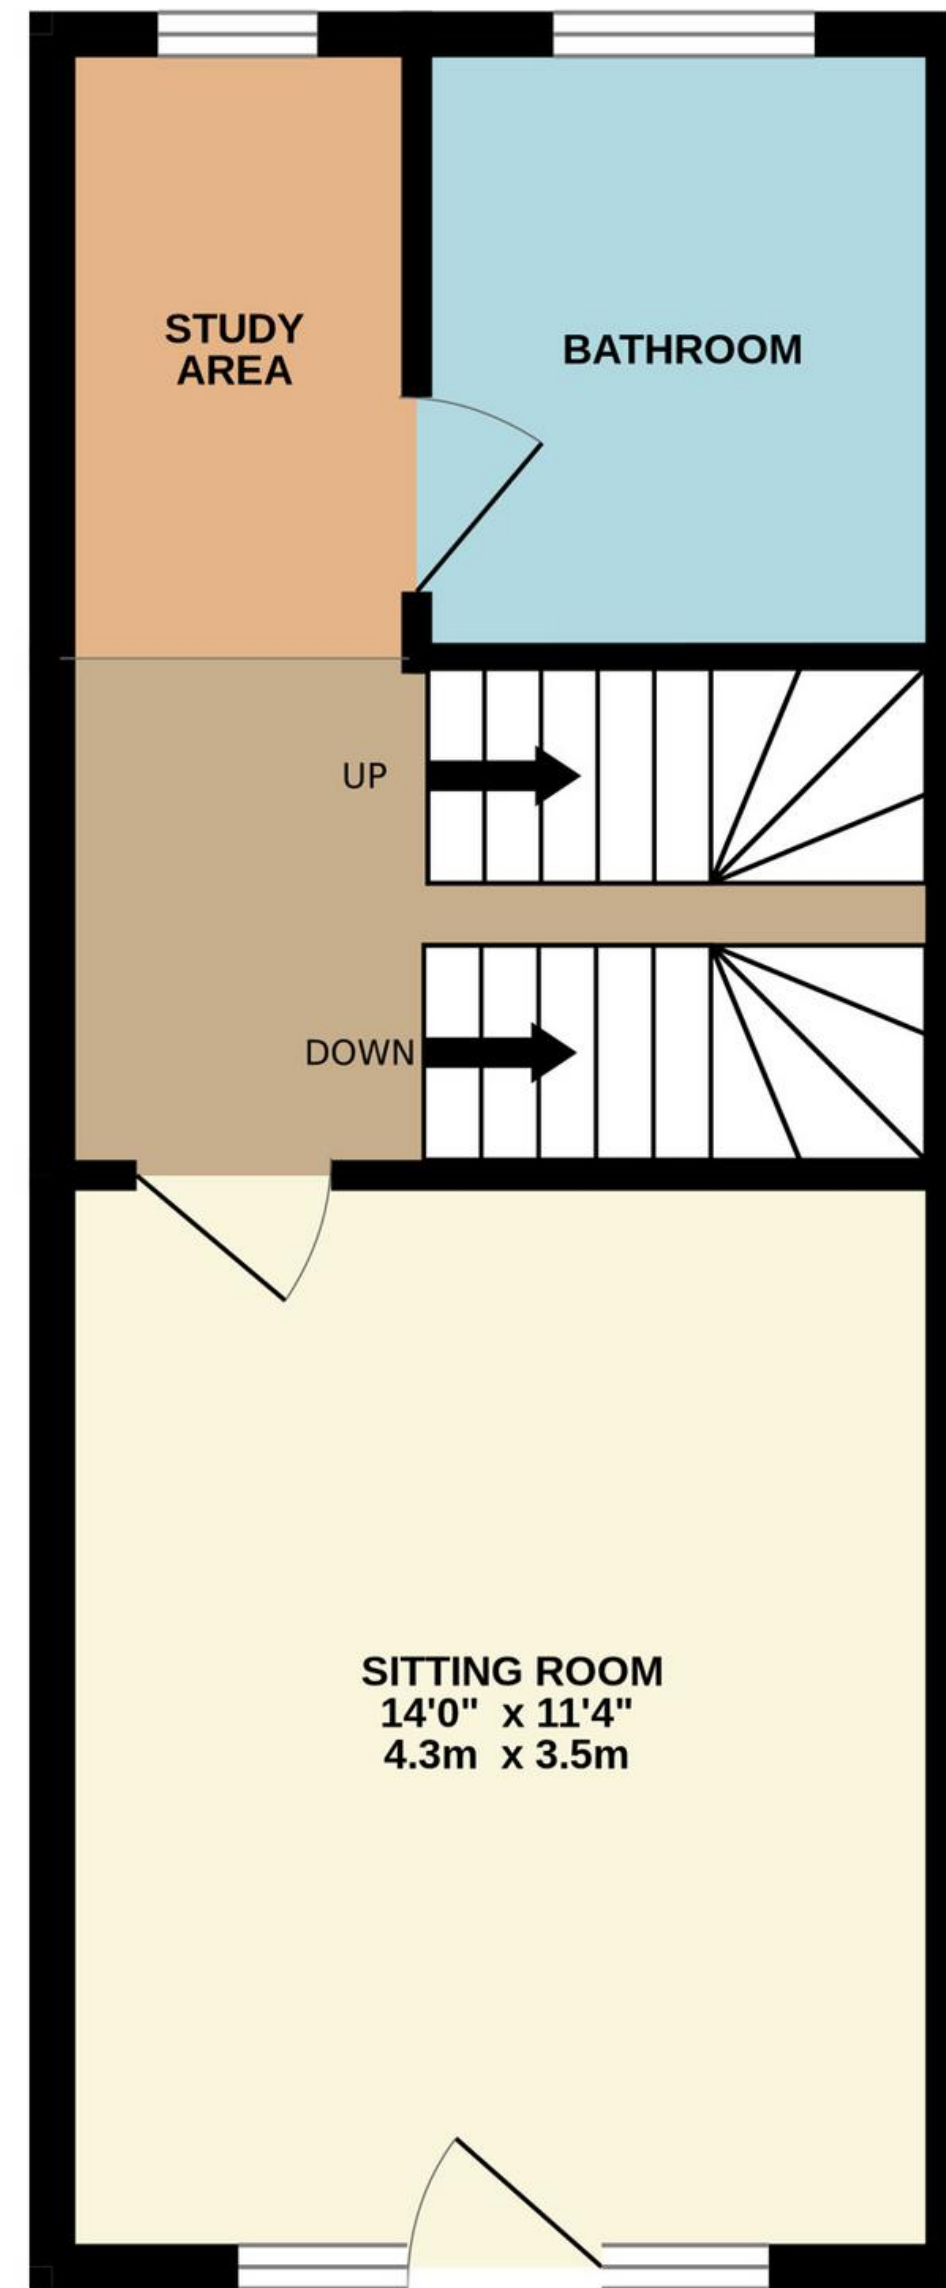 STUDY
AREA
BATHROOM
UP
DOWN
SITTING ROOM
14'0"  x 11'4"
4.3m  x 3.5m